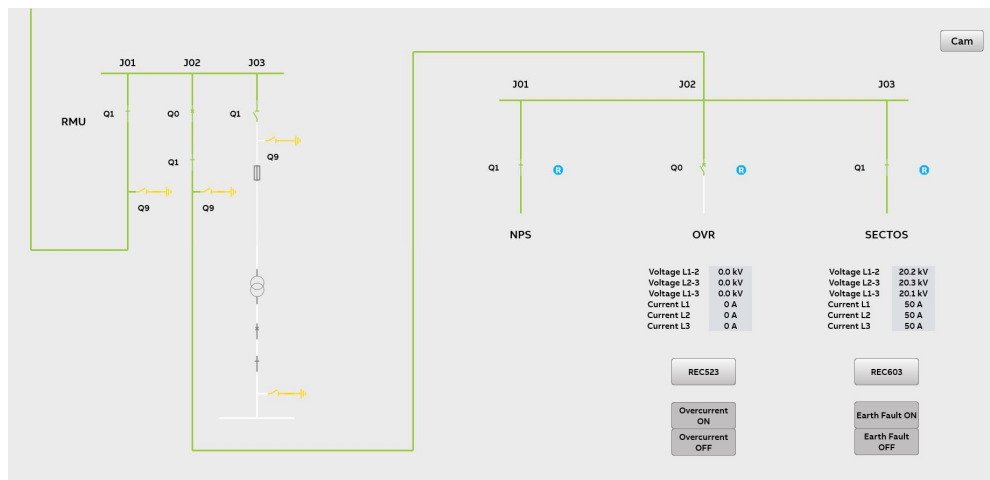 Cam
J01 J02 J03
J01 J02 J03
RMU Q1 Q0 Q1
Q9
Q1
Q9 Q9
Q1 R Q0 R Q1 R
NPS OVR SECTOS
Voltage L1-2 0.0 kV
Voltage L2-3 0.0 kV
Voltage L1-3 0.0 kV
Current L1 0 A
Current L2 0 A
Current L3 0 A
Voltage L1-2 20.2 kV
Voltage L2-3 20.3 kV
Voltage L1-3 20.1 kV
Current L1 50 A
Current L2 50 A
Current L3 50 A
REC523 REC603
Overcurrent
ON
Overcurrent
OFF
Earth Fault ON
Earth Fault
OFF